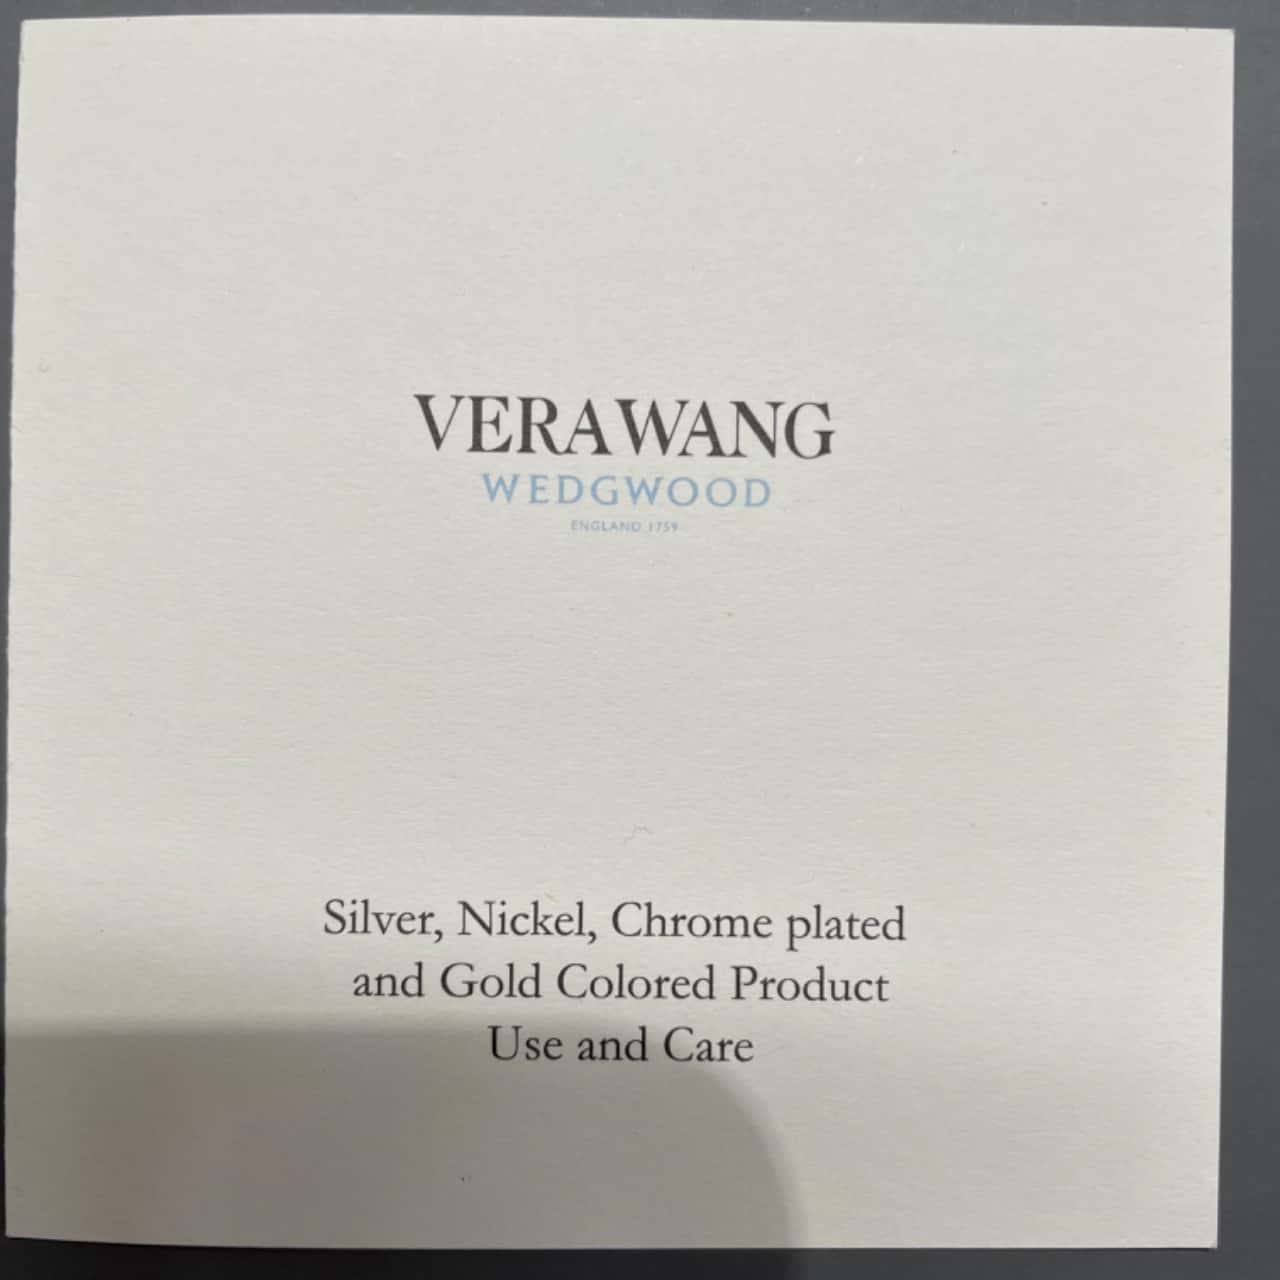 VERA WANG
WEDGWOOD
ENGLAND 1759
Silver, Nickel, Chrome plated
and Gold Colored Product
Use and Care